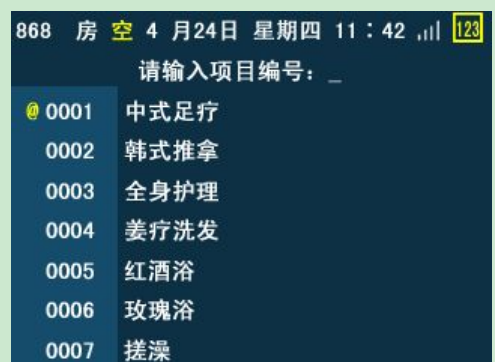 868 房 空 4 月24日 星期四 11：42 123
请输入项目编号：_
@ 0001 中式足疗
0002 韩式推拿
0003 全身护理
0004 姜疗洗发
0005 红酒浴
0006 玫瑰浴
0007 搓澡